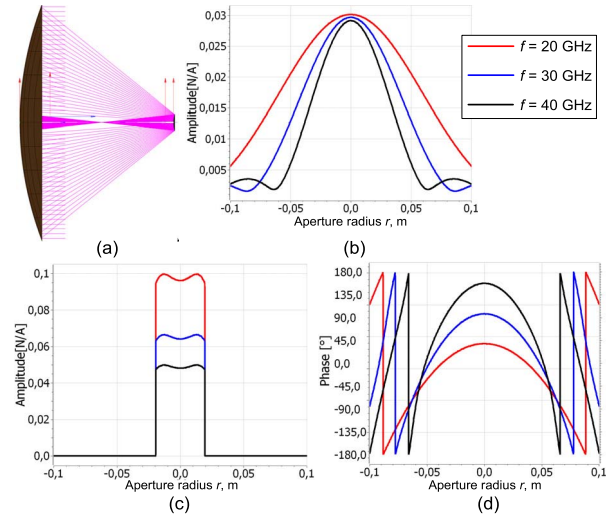 f = 20 GHz
f = 30 GHz
f = 40 GHz
Amplitude[N/A]
0,03
0,025
0,02
0,015
0,01
0,005
-0,1
-0,05
0,0
0,05
0,1
Aperture radius r, m
(a)
(b)
Amplitude[N/A]
0,1
0,08
0,06
0,04
0,02
0,0
-0,1
-0,05
0,0
0,05
0,1
Aperture radius r, m
(c)
Phase [°]
180,0
135,0
90,0
45,0
0,0
-45,0
-90,0
-135,0
-180,0
-0,1
-0,05
0,0
0,05
0,1
Aperture radius r, m
(d)